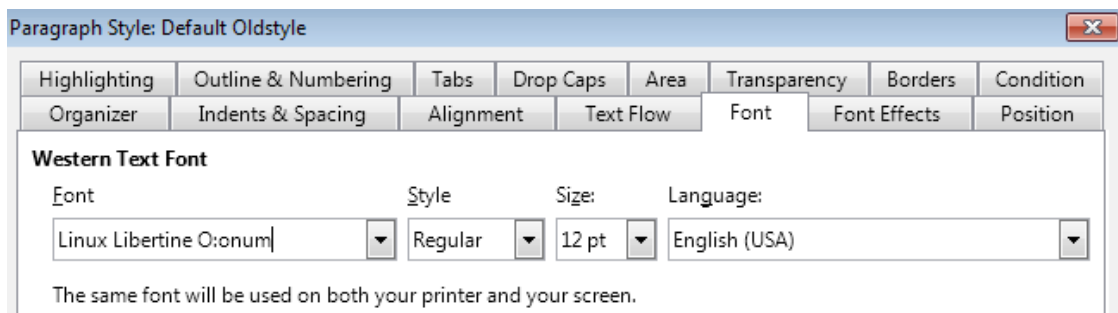 Paragraph Style: Default Oldstyle
Highlighting Outline & Numbering Tabs Drop Caps Area Transparency Borders Condition
Organizer Indents & Spacing Alignment Text Flow Font Font Effects Position
Western Text Font
Font Style Size: Language:
Linux Libertine O:onum Regular 12 pt English (USA)
The same font will be used on both your printer and your screen.